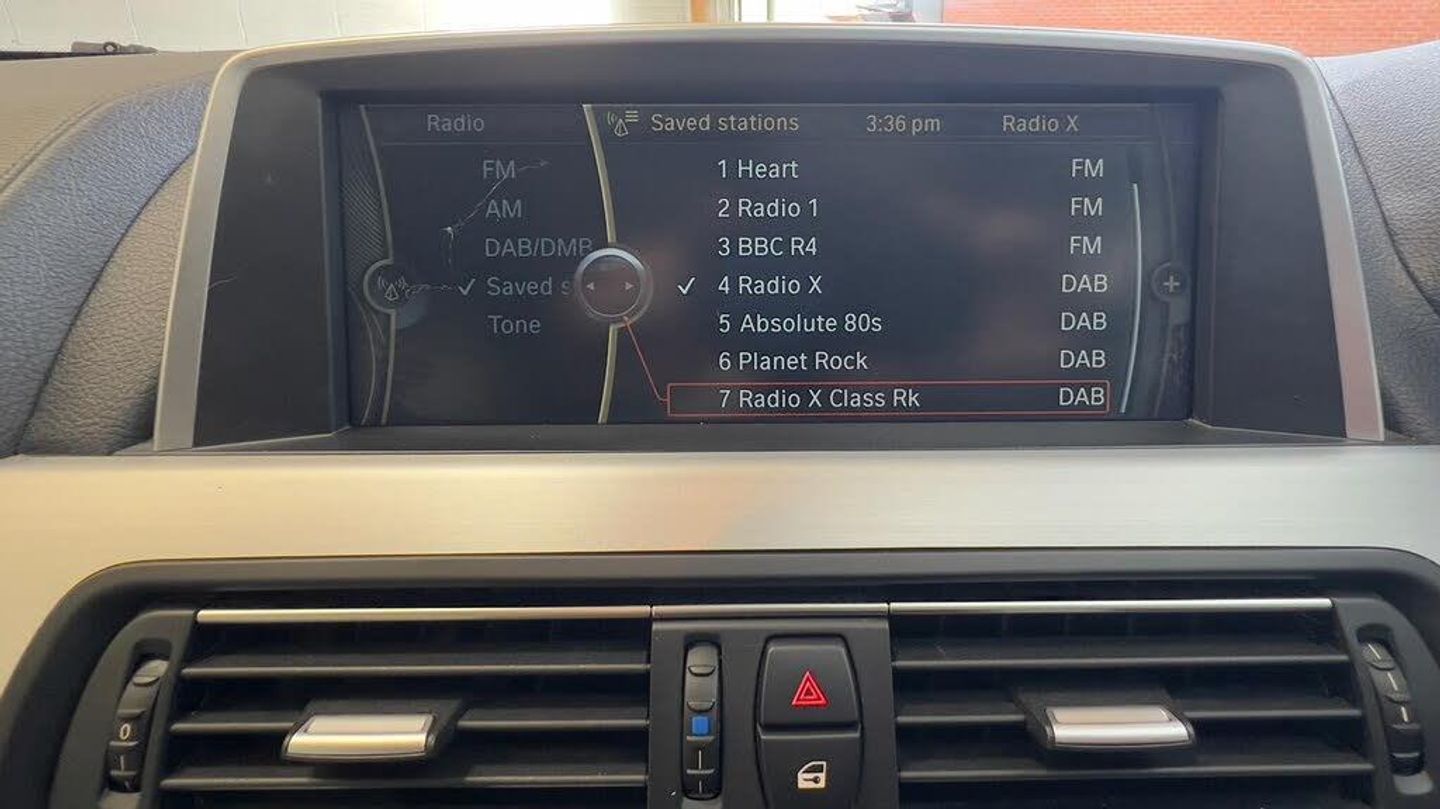 Radio
Saved stations 3:36 pm Radio X
FM
AM
DAB/DMB
Saved s
Tone
1 Heart FM
2 Radio 1 FM
3 BBC R4 FM
4 Radio X DAB
5 Absolute 80s DAB
6 Planet Rock DAB
7 Radio X Class Rk DAB
0